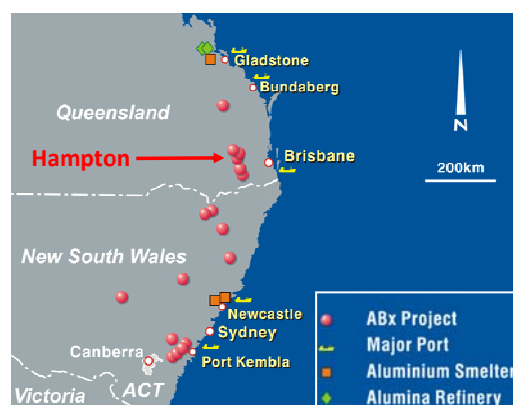 Gladstone
Bundaberg
Queensland
N
Hampton
Brisbane
200km
New South Wales
Newcastle
Sydney
Canberra
Port Kembla
ACT
Victoria
ABx Project
Major Port
Aluminium Smelter
Alumina Refinery